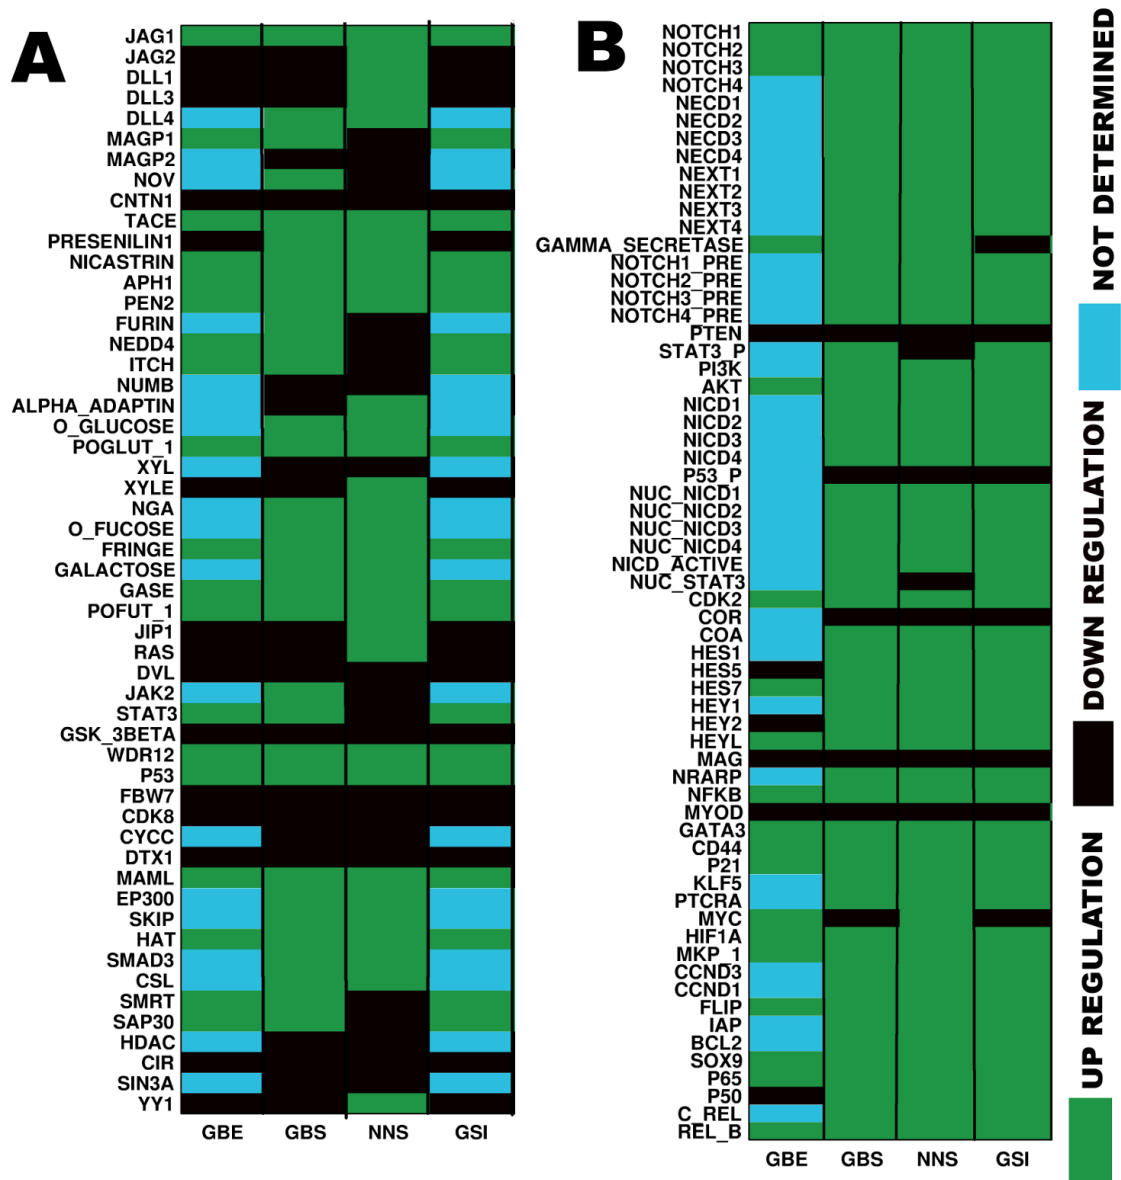 A
JAG1
JAG2
DLL1
DLL3
DLL4
MAGP1
MAGP2
NOV
CNTN1
TACE
PRESENILIN1
NICASTRIN
APH1
PEN2
FURIN
NEDD4
ITCH
NUMB
ALPHA_ADAPTIN
O_GLUCOSE
POGLUT_1
XYL
XYLE
NGA
O_FUCOSE
FRINGE
GALACTOSE
GASE
POFUT_1
JIP1
RAS
DVL
JAK2
STAT3
GSK_3BETA
WDR12
P53
FBW7
CDK8
CYCC
DTX1
MAML
EP300
SKIP
HAT
SMAD3
CSL
SMRT
SAP30
HDAC
CIR
SIN3A
YY1
GBE GBS NNS GSI
B
NOTCH1
NOTCH2
NOTCH3
NOTCH4
NECD1
NECD2
NECD3
NECD4
NEXT1
NEXT2
NEXT3
NEXT4
GAMMA_SECRETASE
NOTCH1_PRE
NOTCH2_PRE
NOTCH3_PRE
NOTCH4_PRE
PTEN
STAT3_P
PI3K
AKT
NICD1
NICD2
NICD3
NICD4
P53_P
NUC_NICD1
NUC_NICD2
NUC_NICD3
NUC_NICD4
NICD_ACTIVE
NUC_STAT3
CDK2
COR
COA
HES1
HES5
HES7
HEY1
HEY2
HEYL
MAG
NRARP
NFKB
MYOD
GATA3
CD44
P21
KLF5
PTCRA
MYC
HIF1A
MKP_1
CCND3
CCND1
FLIP
IAP
BCL2
SOX9
P65
P50
C_REL
REL_B
GBE GBS NNS GSI
NOT DETERMINED
DOWN REGULATION
UP REGULATION